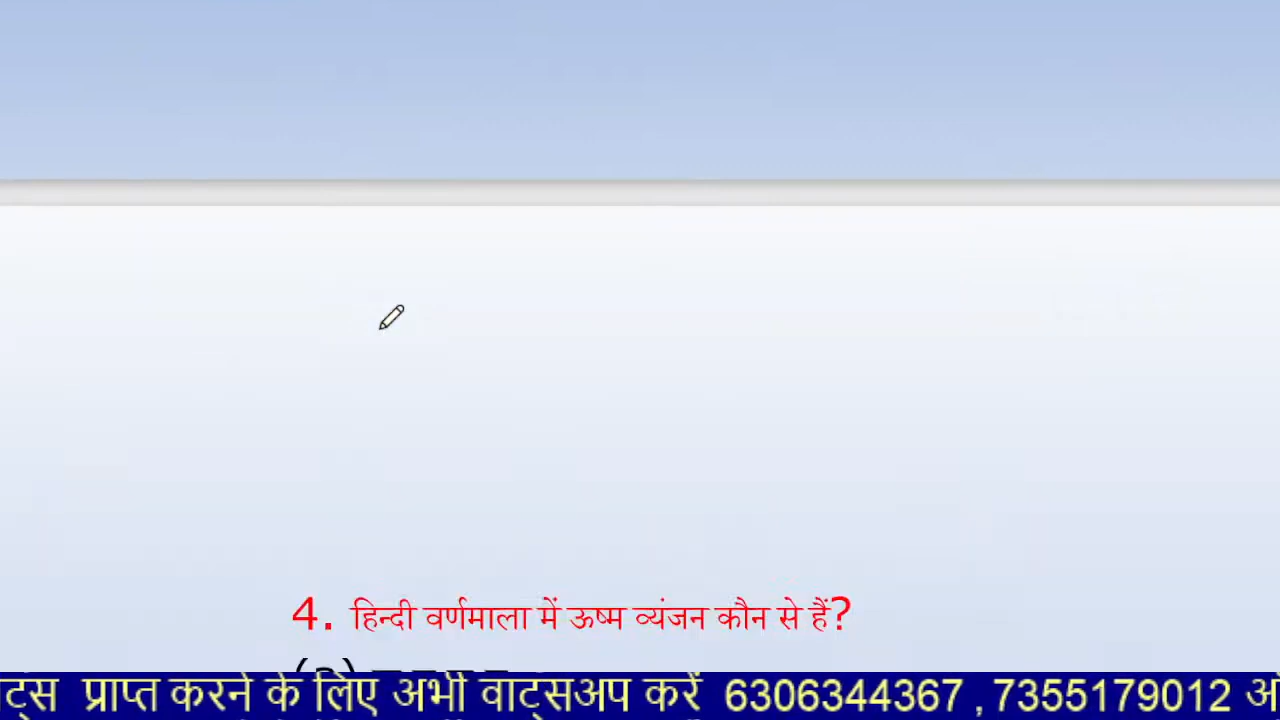 4. हिन्दी वर्णमाला में ऊष्म व्यंजन कौन से हैं?
प्राप्त करने के लिए अभी वाट्सअप करें 6306344367 ,7355179012